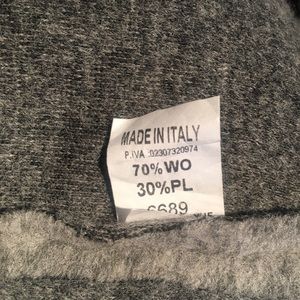 MADE IN ITALY
P.IVA :02307320974
70%WO
30%PL
6689